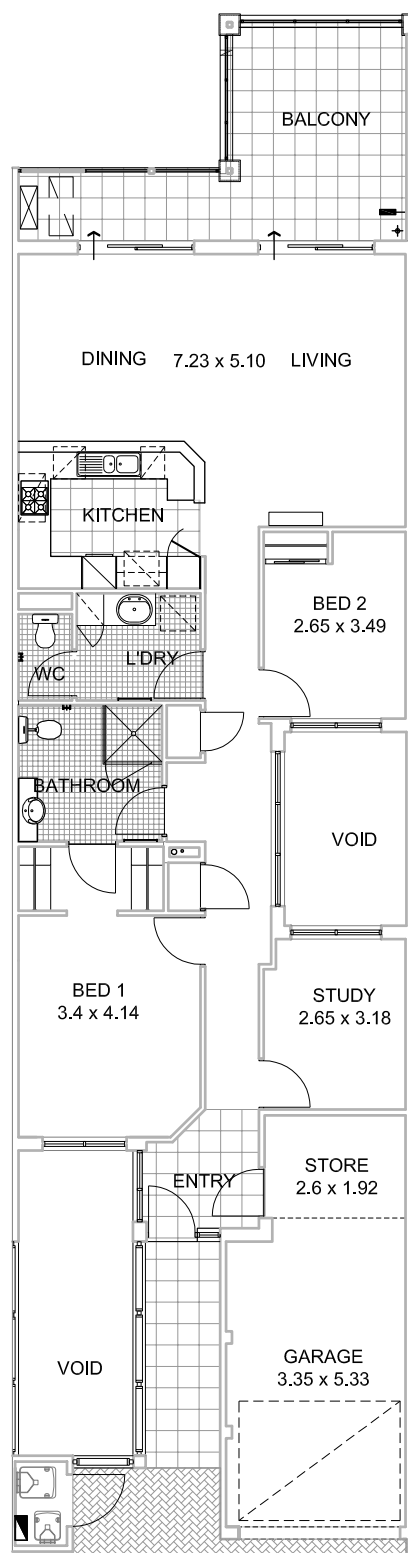 BALCONY
DINING 7.23 x 5.10 LIVING
KITCHEN
BED 2
2.65 x 3.49
WC
L'DRY
BATHROOM
VOID
BED 1
3.4 x 4.14
STUDY
2.65 x 3.18
STORE
2.6 x 1.92
ENTRY
GARAGE
3.35 x 5.33
VOID